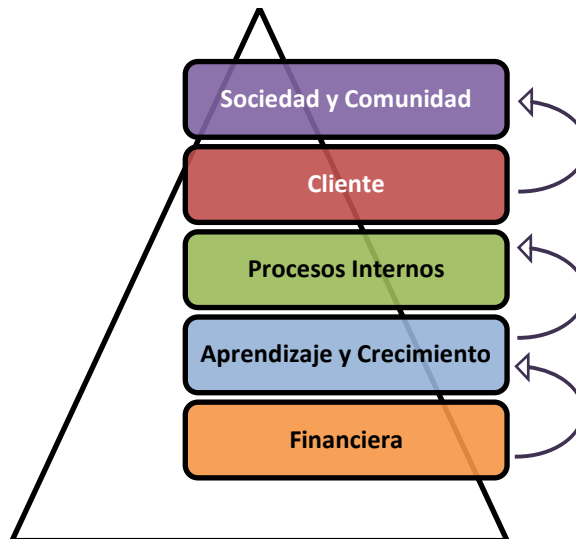 Sociedad y Comunidad
Cliente
Procesos Internos
Aprendizaje y Crecimiento
Financiera